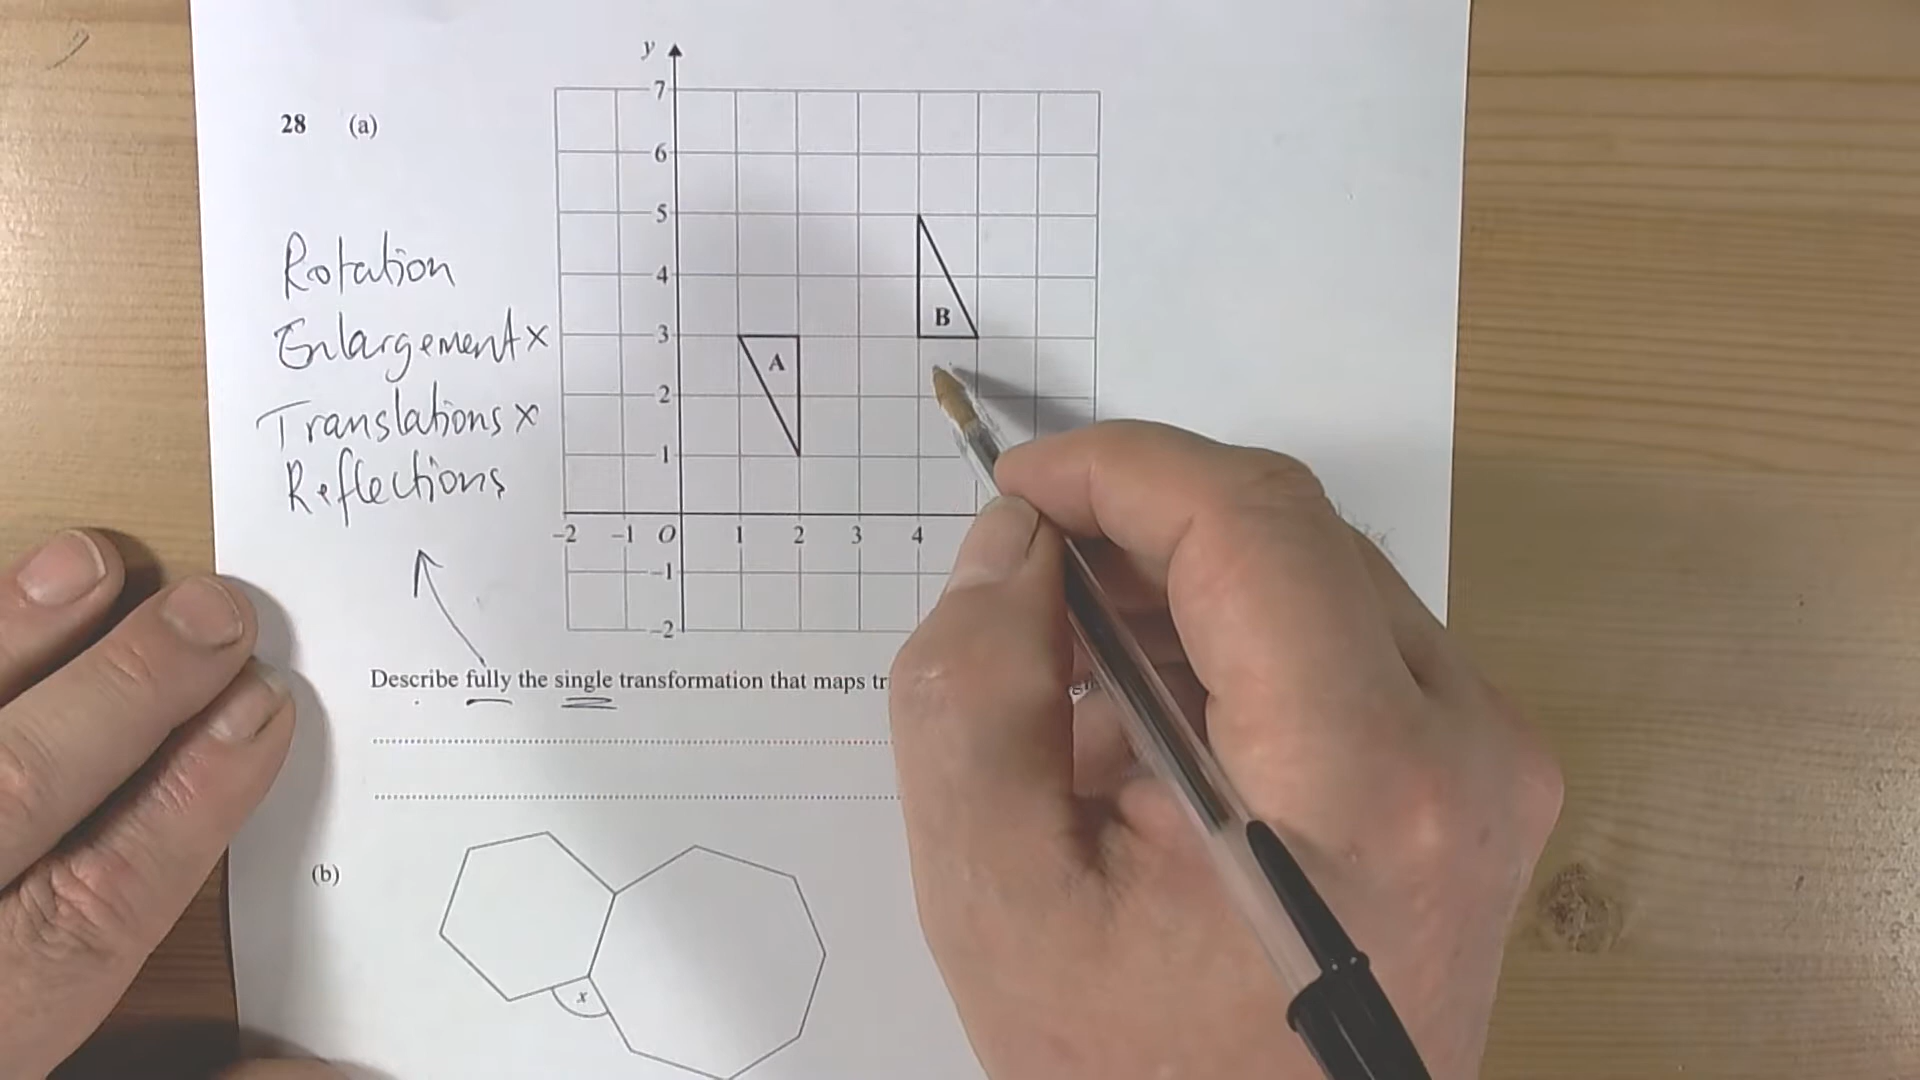 y
7
28 (a)
6
5
Rotation
4
Enlargement x
3
B
A
Translations x
2
Reflections
1
-2 -1 O 1 2 3 4
-1
-2
Describe fully the single transformation that maps
(b)
x